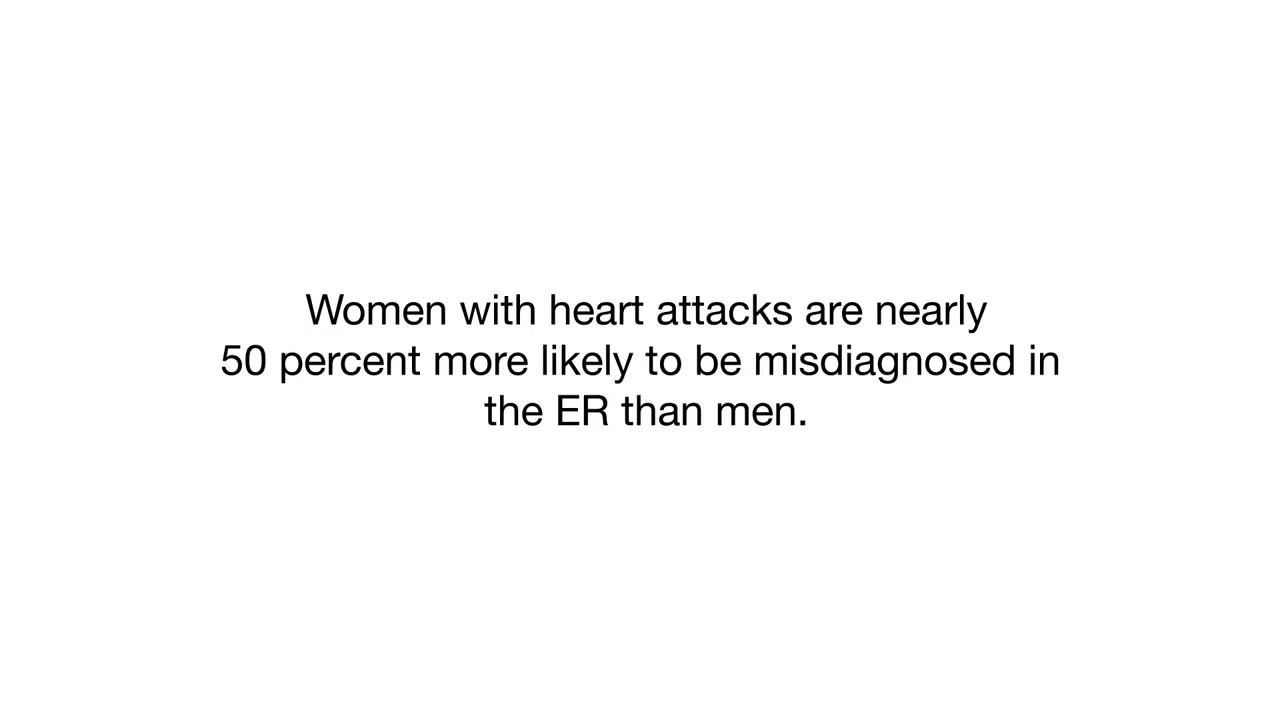 Women with heart attacks are nearly
50 percent more likely to be misdiagnosed in
the ER than men.